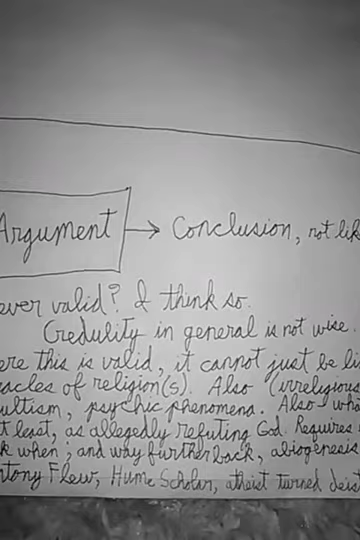 Argument → Conclusion, not lik
ever valid? I think so.
Credulity in general is not wise.
ere this is valid, it cannot just be li
racles of religion(s). Also (irreligious
ultism, psychic phenomena. Also wha
t least, as allegedly refuting God. Requires
k when; and way further back, abiogenesis
ntony Flew, Hume Scholar, atheist turned deist